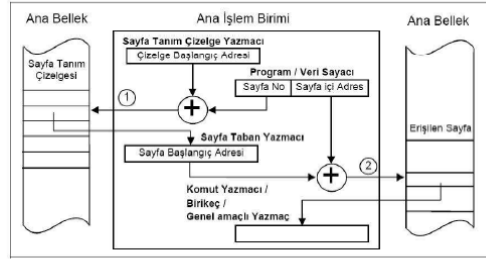 Ana Bellek
Ana İşlem Birimi
Ana Bellek
Sayfa Tanım Çizelge Yazmacı
Çizelge Başlangıç Adresi
Sayfa Tanım
Çizelgesi
Program / Veri Sayacı
Sayfa No
Sayfa içi Adres
1
+
Sayfa Taban Yazmacı
Sayfa Başlangıç Adresi
Erişilen Sayfa
+
2
Komut Yazmacı /
Birikeç /
Genel amaçlı Yazmaç